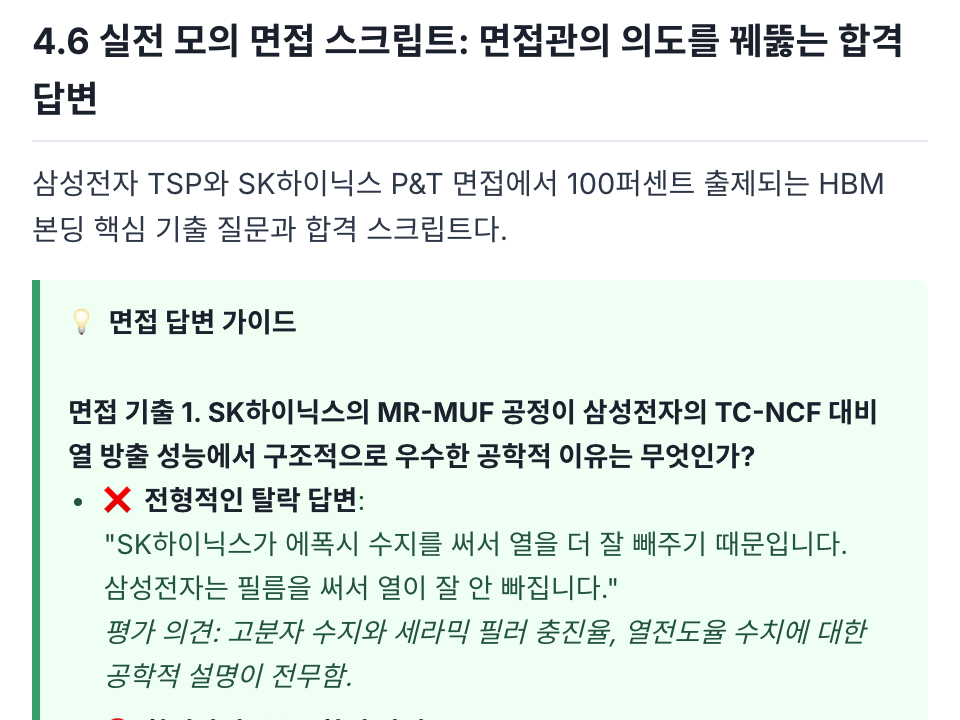 4.6 실전 모의 면접 스크립트: 면접관의 의도를 꿰뚫는 합격
답변
삼성전자 TSP와 SK하이닉스 P&T 면접에서 100퍼센트 출제되는 HBM
본딩 핵심 기출 질문과 합격 스크립트다.
💡 면접 답변 가이드
면접 기출 1. SK하이닉스의 MR-MUF 공정이 삼성전자의 TC-NCF 대비
열 방출 성능에서 구조적으로 우수한 공학적 이유는 무엇인가?
• ❌ 전형적인 탈락 답변:
"SK하이닉스가 에폭시 수지를 써서 열을 더 잘 빼주기 때문입니다.
삼성전자는 필름을 써서 열이 잘 안 빠집니다."
평가 의견: 고분자 수지와 세라믹 필러 충진율, 열전도율 수치에 대한
공학적 설명이 전무함.